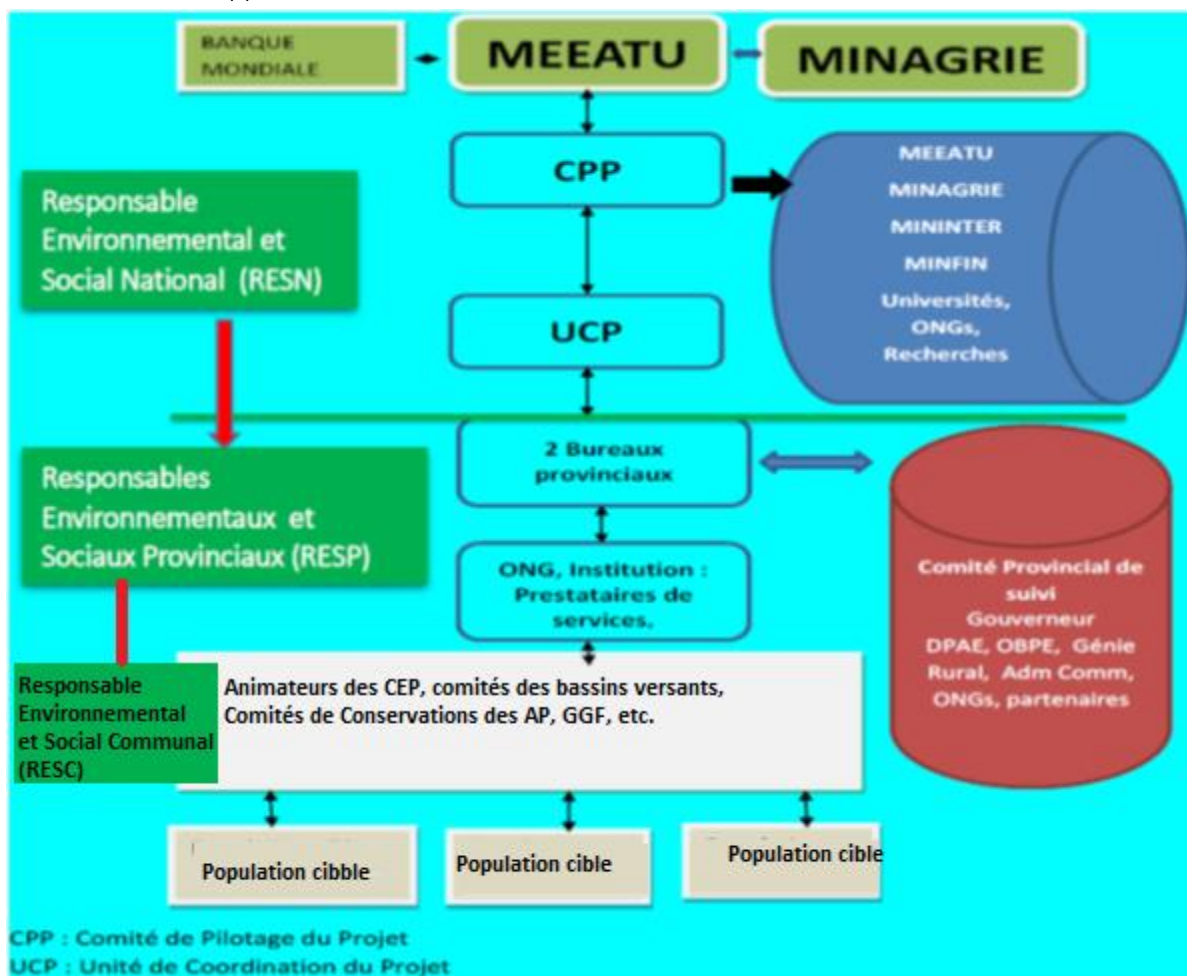 BANQUE
MONDIALE
MEEATU
MINAGRIE
CPP
MEEATU
MINAGRIE
MININTER
MINFIN
Universités,
ONGs,
Recherches
Responsable
Environnemental et
Social National (RESN)
UCP
2 Bureaux
provinciaux
Responsables
Environnementaux et
Sociaux Provinciaux (RESP)
ONG, Institution :
Prestataires de
services.
Comité Provincial de
suivi
Gouverneur
DPAE, OBPE, Génie
Rural, Adm Comm,
ONGs, partenaires
Responsable
Environnemental
et Social Communal
(RESC)
Animateurs des CEP, comités des bassins versants,
Comités de Conservations des AP, GGF, etc.
Population cibble
Population cible
Population cible
CPP : Comité de Pilotage du Projet
UCP : Unité de Coordination du Projet